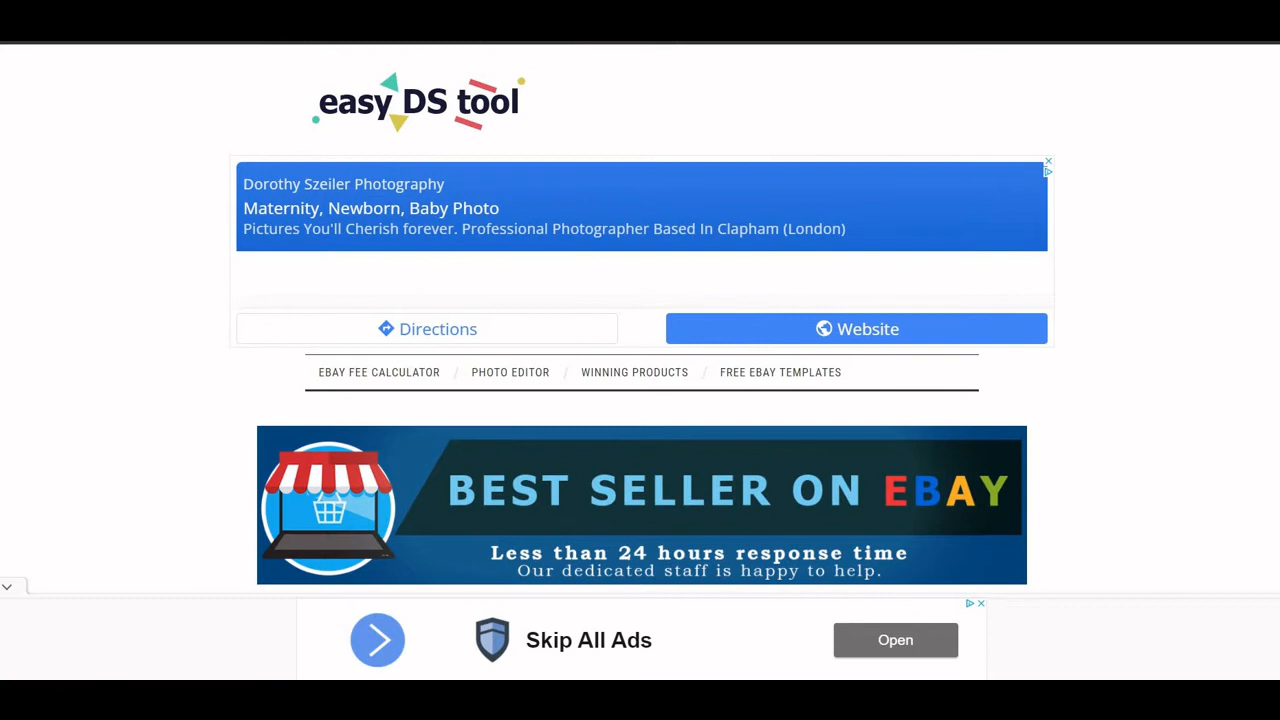 easy DS tool
Dorothy Szeiler Photography
Maternity, Newborn, Baby Photo
Pictures You'll Cherish forever. Professional Photographer Based In Clapham (London)
Directions
Website
EBAY FEE CALCULATOR / PHOTO EDITOR / WINNING PRODUCTS / FREE EBAY TEMPLATES
BEST SELLER ON EBAY
Less than 24 hours response time
Our dedicated staff is happy to help.
Skip All Ads
Open